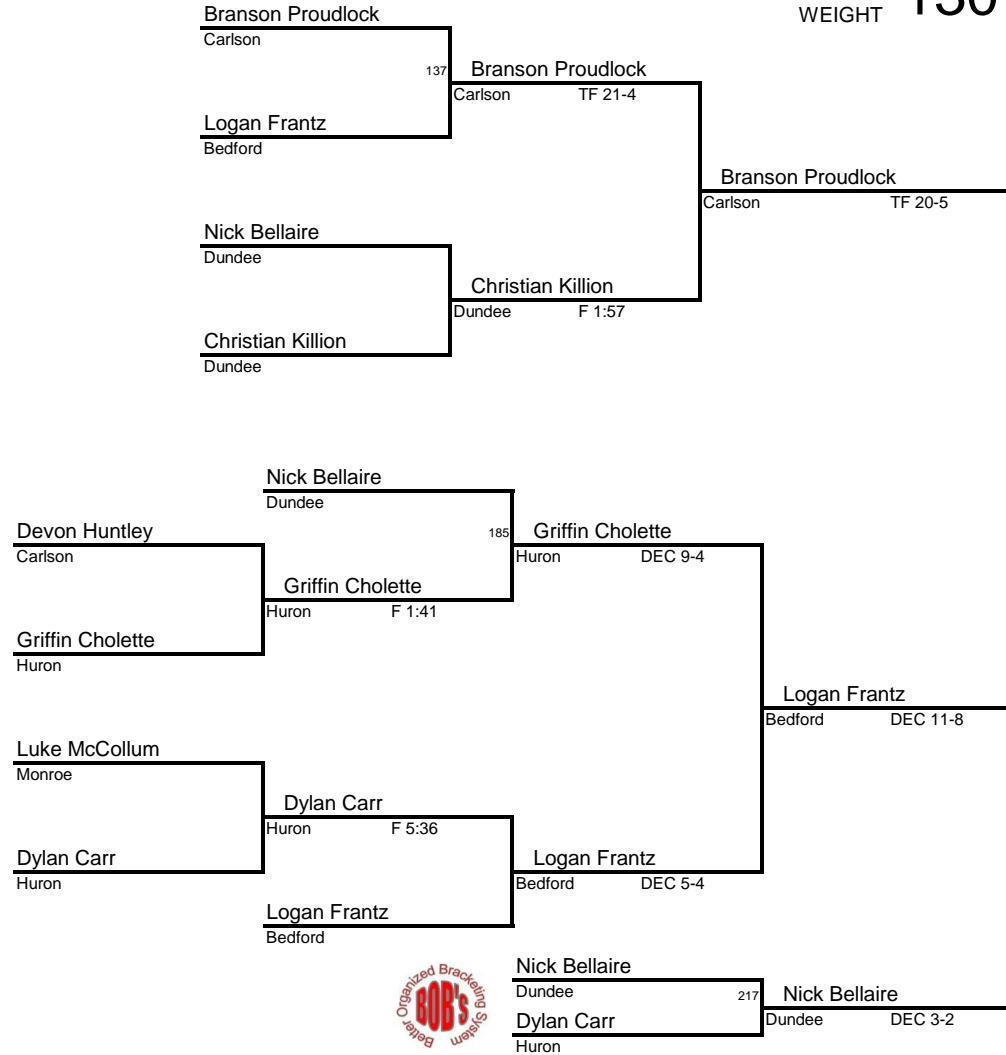 Branson Proudlock
WEIGHT
Carlson
137 Branson Proudlock
Carlson TF 21-4
Logan Frantz
Bedford
Branson Proudlock
Carlson TF 20-5
Nick Bellaire
Dundee
Christian Killion
Dundee F 1:57
Christian Killion
Dundee
Nick Bellaire
Dundee
Devon Huntley
Carlson
185 Griffin Cholette
Huron DEC 9-4
Griffin Cholette
Huron F 1:41
Griffin Cholette
Huron
Logan Frantz
Bedford DEC 11-8
Luke McCollum
Monroe
Dylan Carr
Huron F 5:36
Dylan Carr
Huron
Logan Frantz
Bedford DEC 5-4
Logan Frantz
Bedford
Better Organized Bracketing System
BOB'S
Nick Bellaire
Dundee
217 Nick Bellaire
Dundee DEC 3-2
Dylan Carr
Huron